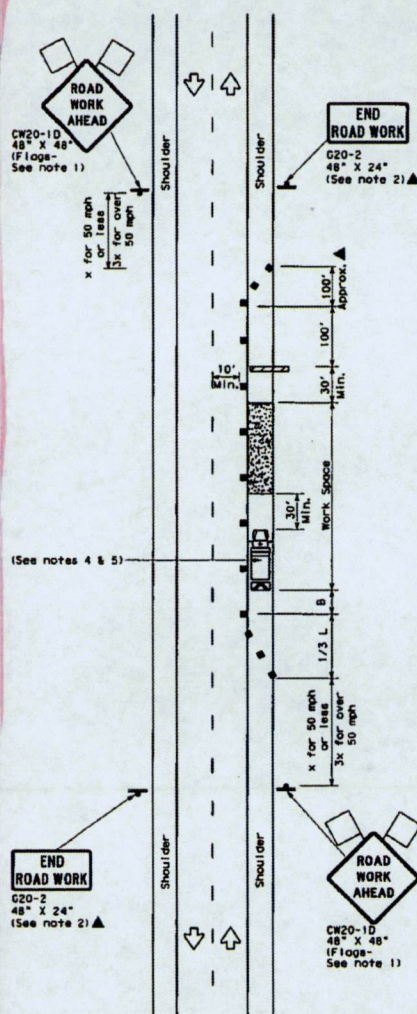 ROAD
WORK
AHEAD
CW20-1D
48" X 48"
(Flags-
See note 1)
Shoulder
Shoulder
END
ROAD WORK
G20-2
48" X 24"
(See note 2)▲
x for 50 mph
or less
3x for over
50 mph
100'
Approx. ▲
100'
10'
Min.
30'
Min.
Work Space
30'
Min.
(See notes 4 & 5)
B
1/3 L
x for 50 mph
or less
3x for over
50 mph
END
ROAD WORK
G20-2
48" X 24"
(See note 2)▲
Shoulder
Shoulder
ROAD
WORK
AHEAD
CW20-1D
48" X 48"
(Flags-
See note 1)